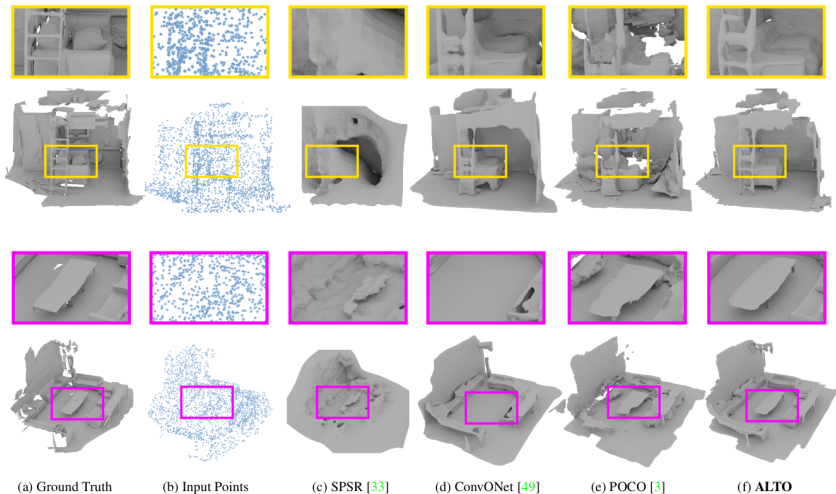 (a) Ground Truth (b) Input Points (c) SPSR [33] (d) ConvONet [49] (e) POCO [3] (f) ALTO